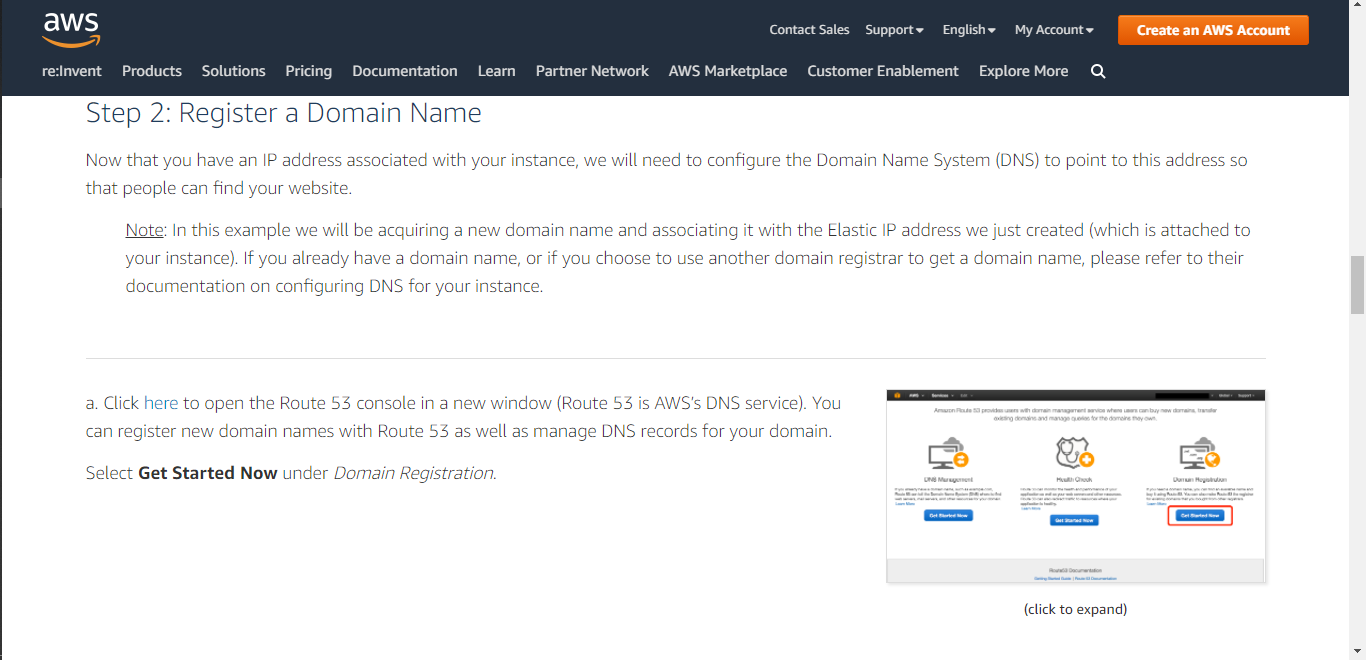 aws
Contact Sales Support English My Account Create an AWS Account
re:Invent Products Solutions Pricing Documentation Learn Partner Network AWS Marketplace Customer Enablement Explore More
Step 2: Register a Domain Name
Now that you have an IP address associated with your instance, we will need to configure the Domain Name System (DNS) to point to this address so
that people can find your website.
Note: In this example we will be acquiring a new domain name and associating it with the Elastic IP address we just created (which is attached to
your instance). If you already have a domain name, or if you choose to use another domain registrar to get a domain name, please refer to their
documentation on configuring DNS for your instance.
a. Click here to open the Route 53 console in a new window (Route 53 is AWS's DNS service). You
can register new domain names with Route 53 as well as manage DNS records for your domain.
Select Get Started Now under Domain Registration.
AWS Services Edit Support
Amazon Route 53 provides users with domain management service where users can buy new domains, transfer
existing domains and manage queries for the domains they own.
DNS Management Health Check Domain Registration
Learn More Learn More Learn More
Get Started Now Get Started Now Get Started Now
Route53 Documentation
Getting Started Guide | Route 53 Documentation
(click to expand)